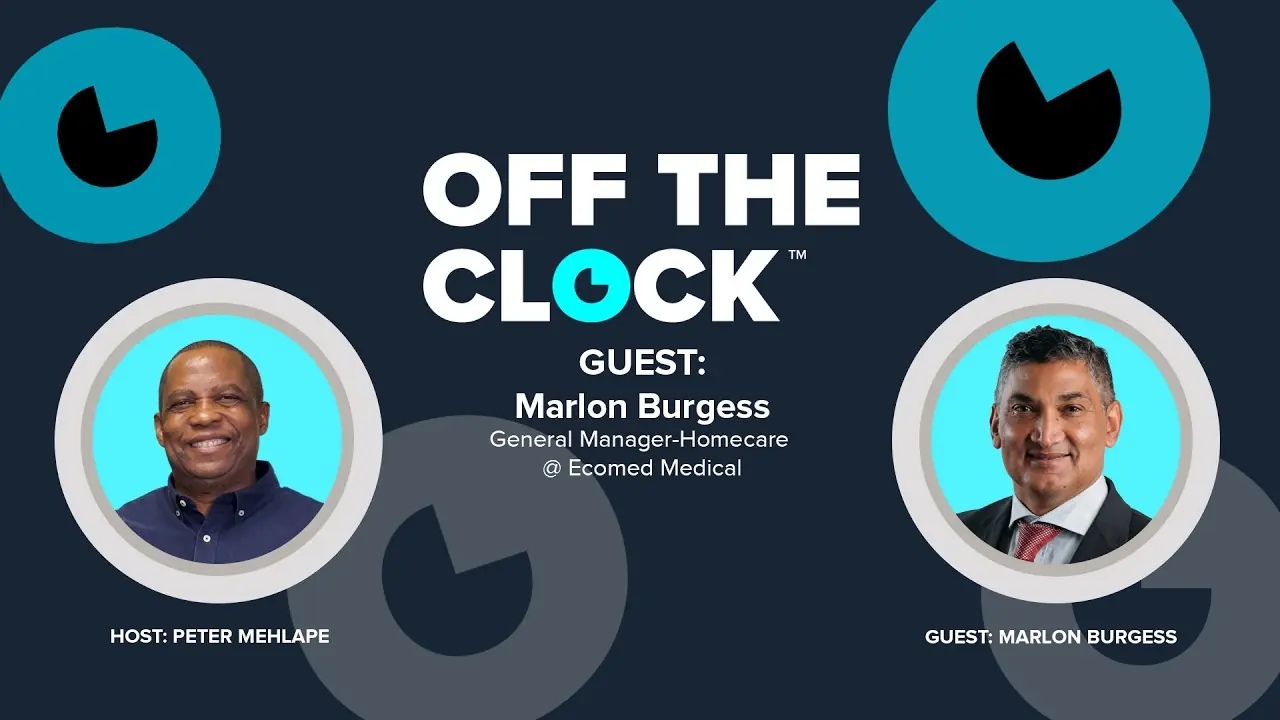 OFF THE
CLOCK™
GUEST:
Marlon Burgess
General Manager-Homecare
@ Ecomed Medical
HOST: PETER MEHLAPE
GUEST: MARLON BURGESS